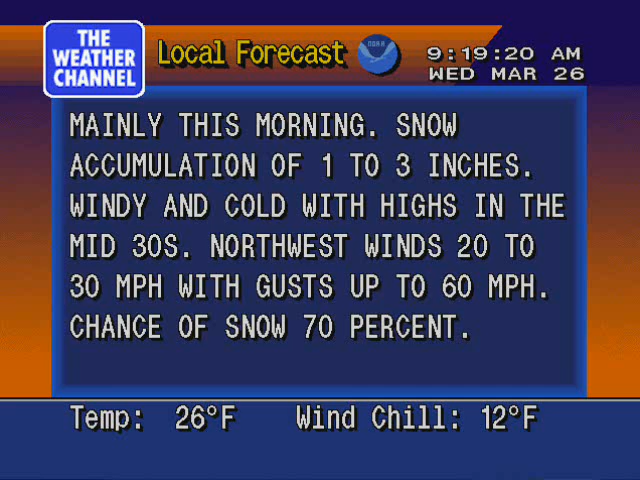 THE
WEATHER
CHANNEL
Local Forecast
NOAA
9:19:20 AM
WED MAR 26
MAINLY THIS MORNING. SNOW
ACCUMULATION OF 1 TO 3 INCHES.
WINDY AND COLD WITH HIGHS IN THE
MID 30S. NORTHWEST WINDS 20 TO
30 MPH WITH GUSTS UP TO 60 MPH.
CHANCE OF SNOW 70 PERCENT.
Temp: 26°F Wind Chill: 12°F